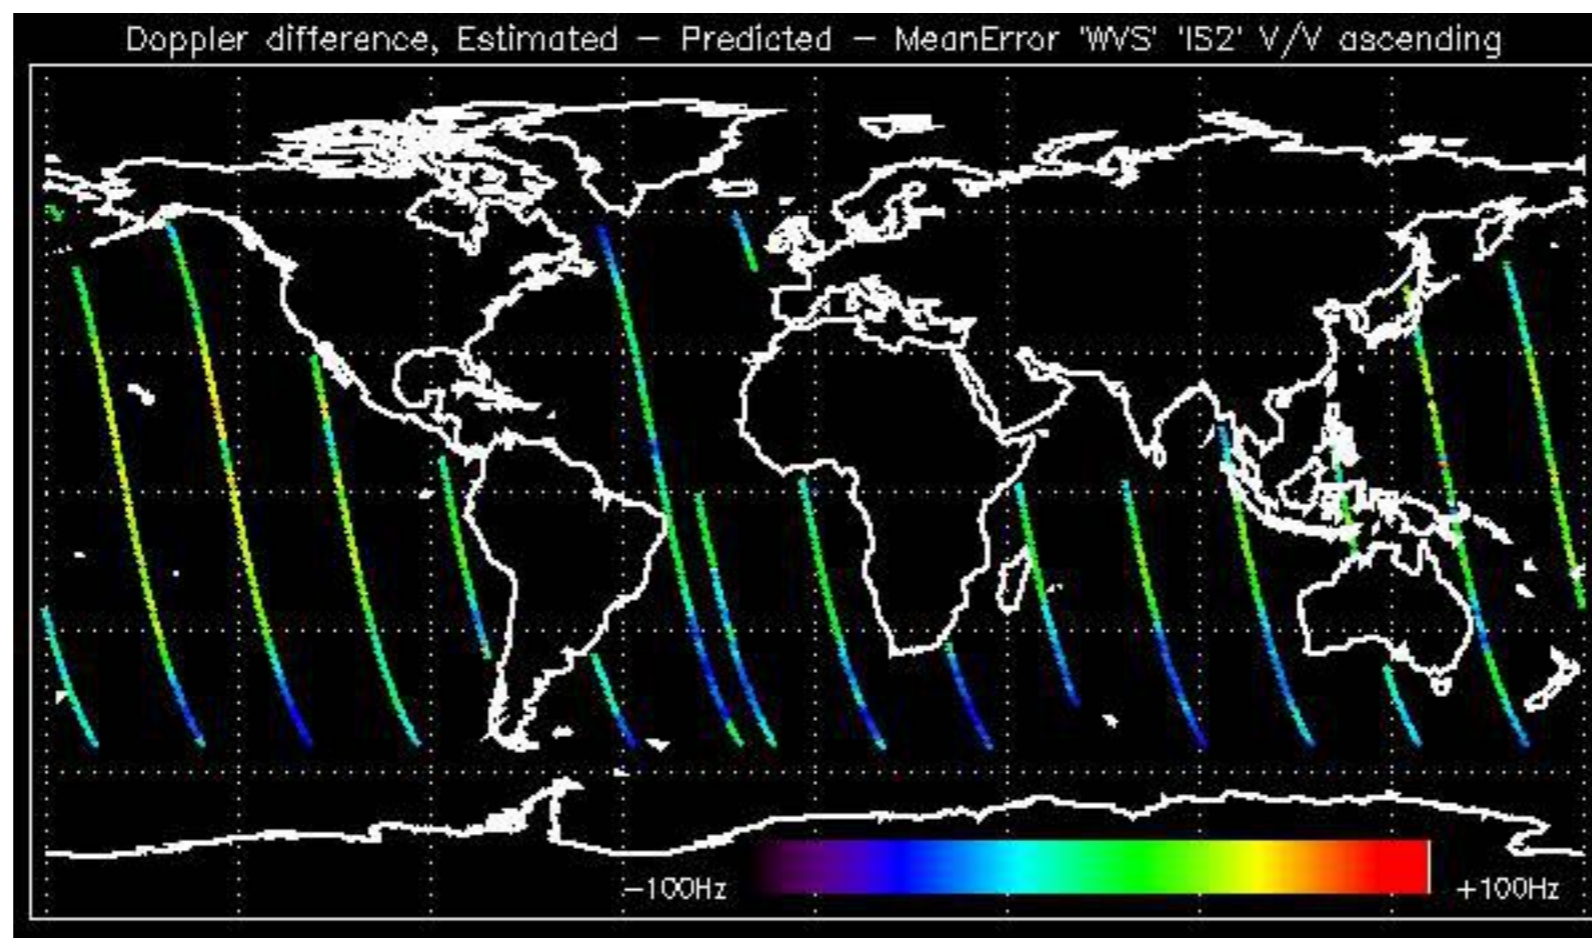 Doppler difference, Estimated – Predicted – MeanError 'WVS' 'IS2' V/V ascending
–100Hz +100Hz